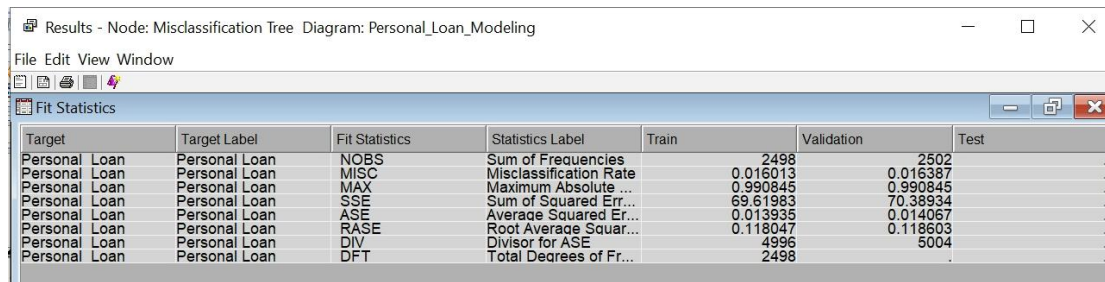 Results - Node: Misclassification Tree Diagram: Personal_Loan_Modeling
File Edit View Window
Fit Statistics
Target Target Label Fit Statistics Statistics Label Train Validation Test
Personal Loan Personal Loan NOBS Sum of Frequencies 2498 2502 .
Personal Loan Personal Loan MISC Misclassification Rate 0.016013 0.016387 .
Personal Loan Personal Loan MAX Maximum Absolute ... 0.990845 0.990845 .
Personal Loan Personal Loan SSE Sum of Squared Err... 69.61983 70.38934 .
Personal Loan Personal Loan ASE Average Squared Er... 0.013935 0.014067 .
Personal Loan Personal Loan RASE Root Average Squar... 0.118047 0.118603 .
Personal Loan Personal Loan DIV Divisor for ASE 4996 5004 .
Personal Loan Personal Loan DFT Total Degrees of Fr... 2498 . .